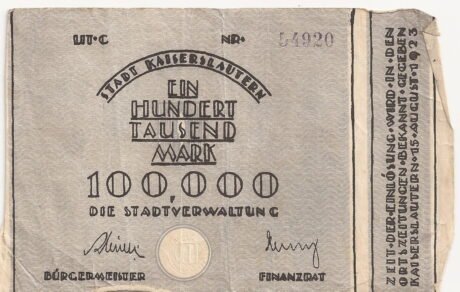 LIT·C NR· L4920
STADT KAISERSLAUTERN
EIN
HUNDERT
TAUSEND
MARK
100,000
DIE STADTVERWALTUNG
BÜRGERMEISTER FINANZRAT
ZEIT·DER·EINLÖSUNG·WIRD·IN·DEN
ORTSZEITUNGEN·BEKANNT·GEGEBEN
KAISERSLAUTERN·15·AUGUST·1923